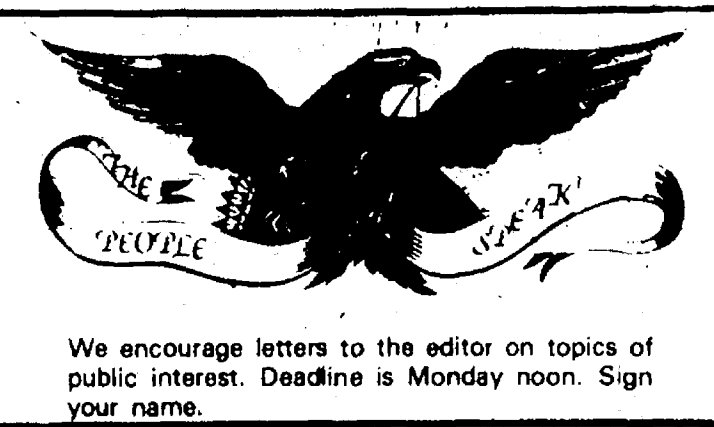 THE
PEOPLE
SPEAK!
We encourage letters to the editor on topics of
public interest. Deadline is Monday noon. Sign
your name.